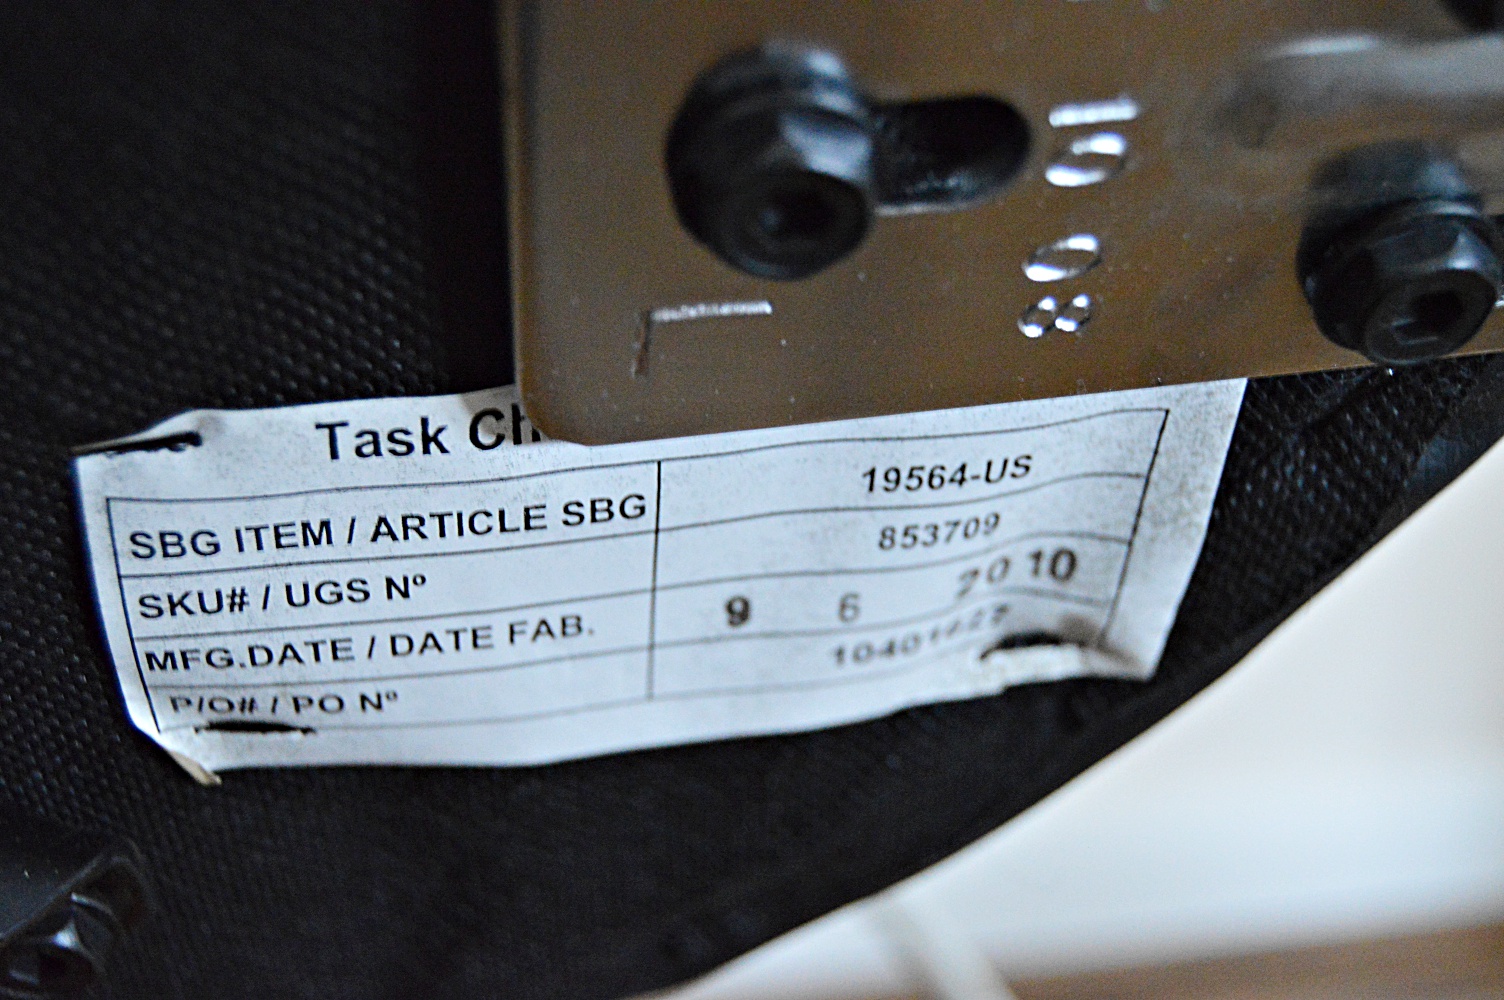 1008
Task Ch
SBG ITEM / ARTICLE SBG 19564-US
SKU# / UGS Nº 853709
MFG.DATE / DATE FAB. 9 6 2010
P/O# / PO Nº